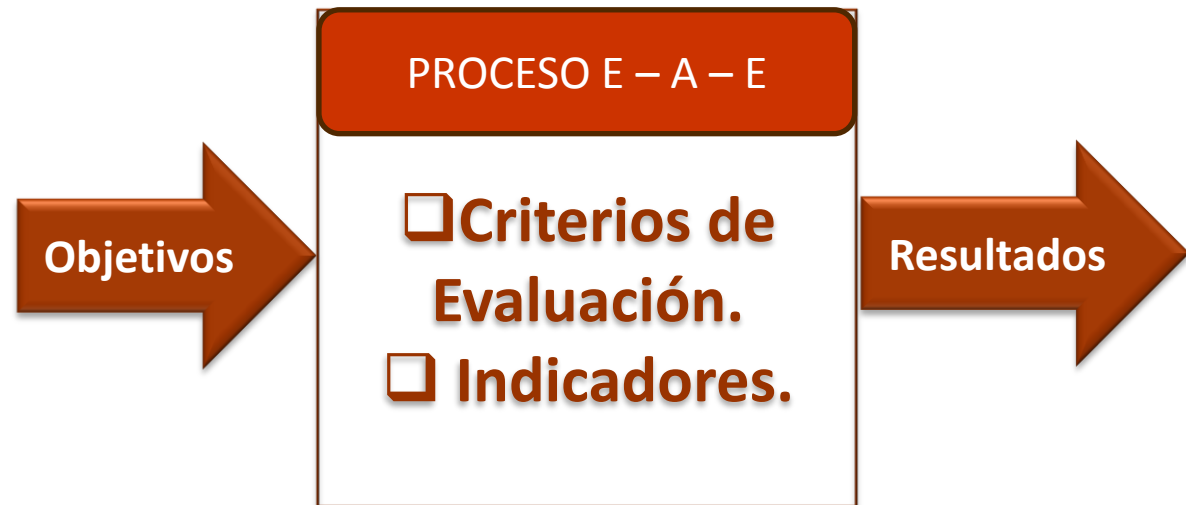 PROCESO E – A – E
Objetivos
❑Criterios de
Evaluación.
❑ Indicadores.
Resultados